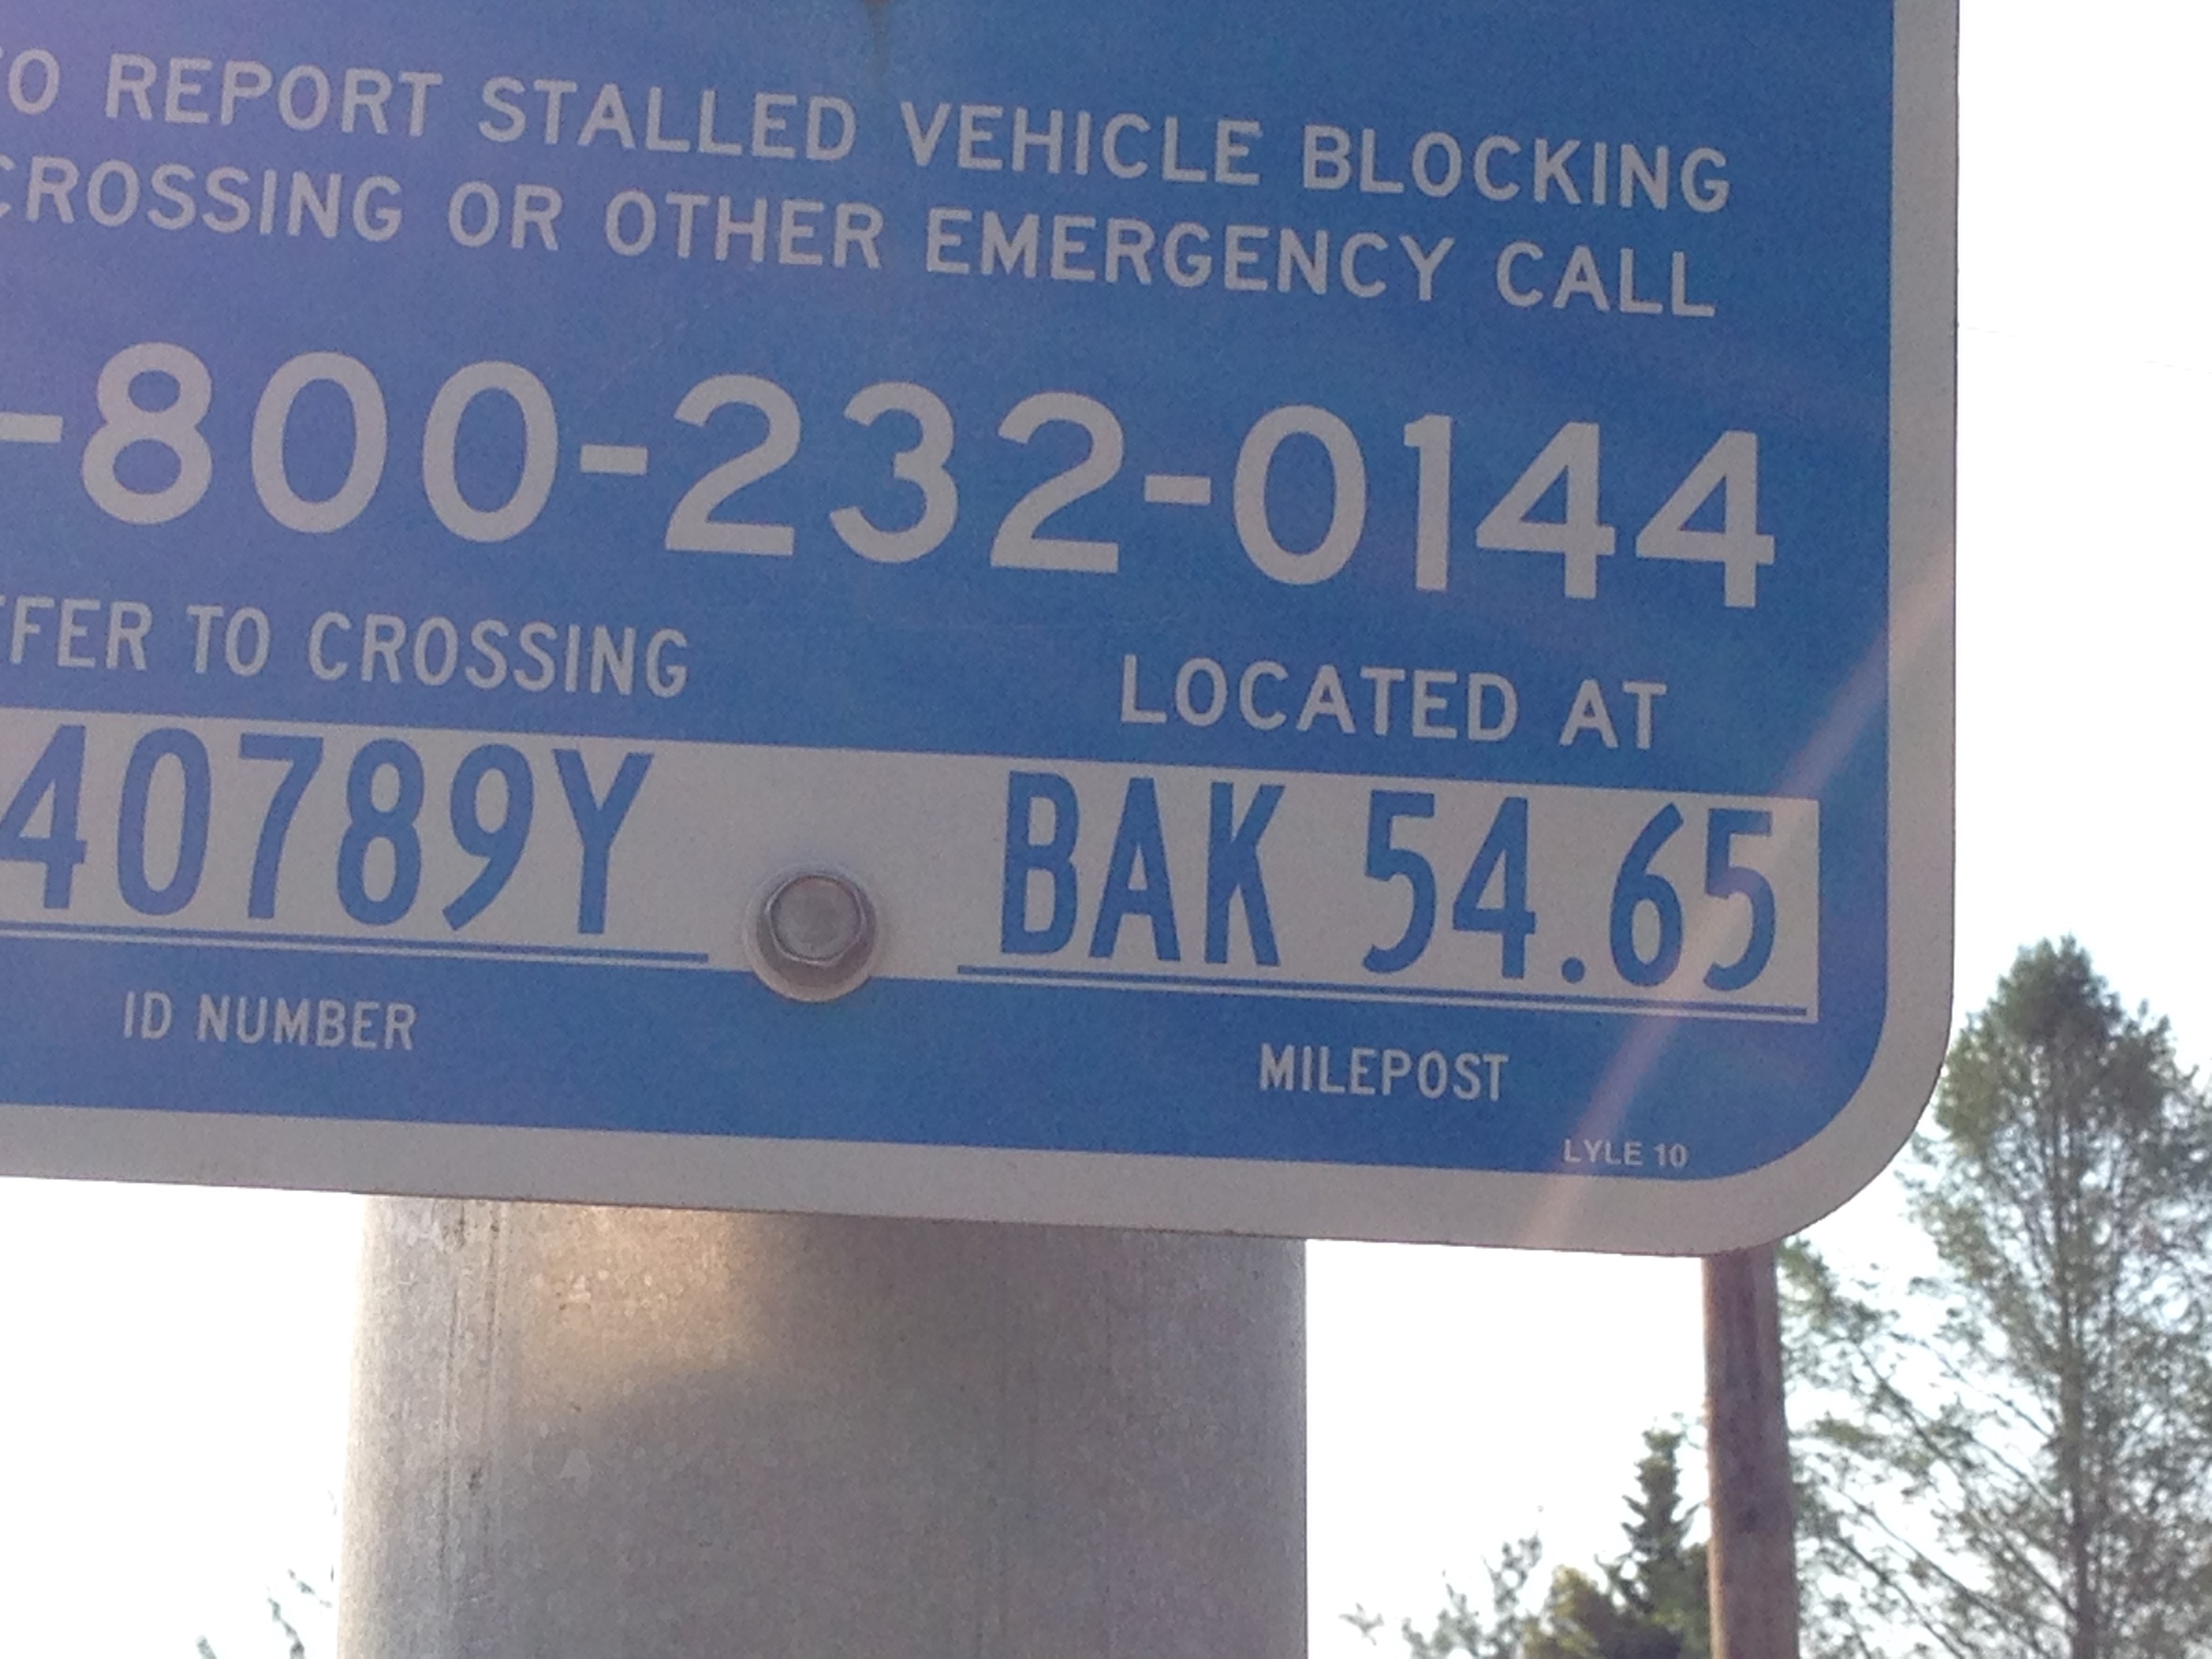 TO REPORT STALLED VEHICLE BLOCKING
CROSSING OR OTHER EMERGENCY CALL
-800-232-0144
FER TO CROSSING
LOCATED AT
40789Y
BAK 54.65
ID NUMBER
MILEPOST
LYLE 10